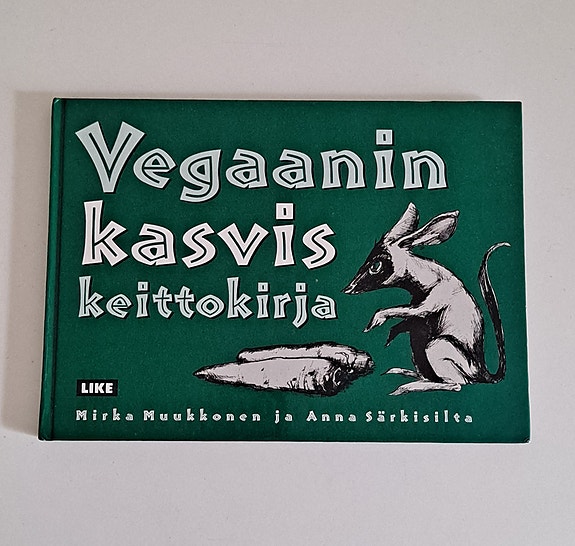 Vegaanin
kasvis
keittokirja
LIKE
Mirka Muukkonen ja Anna Särkisilta